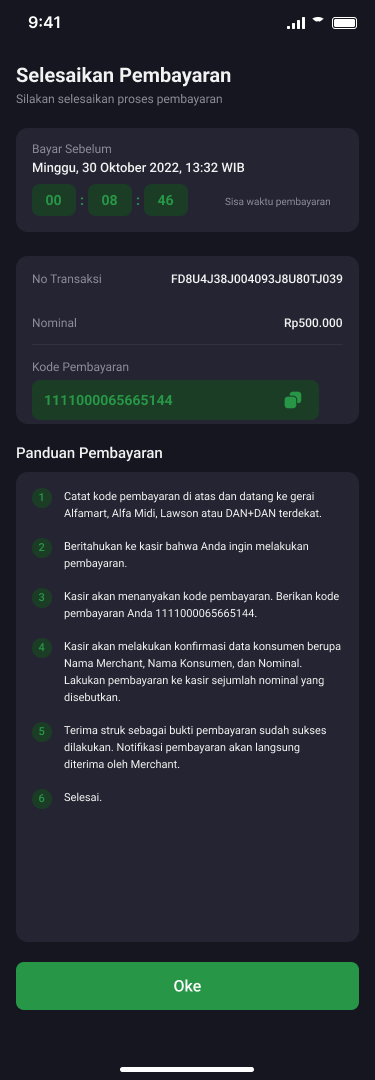 9:41
Selesaikan Pembayaran
Silakan selesaikan proses pembayaran
Bayar Sebelum
Minggu, 30 Oktober 2022, 13:32 WIB
00 : 08 : 46 Sisa waktu pembayaran
No Transaksi FD8U4J38J004093J8U80TJ039
Nominal Rp500.000
Kode Pembayaran
1111000065665144
Panduan Pembayaran
1 Catat kode pembayaran di atas dan datang ke gerai
Alfamart, Alfa Midi, Lawson atau DAN+DAN terdekat.
2 Beritahukan ke kasir bahwa Anda ingin melakukan
pembayaran.
3 Kasir akan menanyakan kode pembayaran. Berikan kode
pembayaran Anda 1111000065665144.
4 Kasir akan melakukan konfirmasi data konsumen berupa
Nama Merchant, Nama Konsumen, dan Nominal.
Lakukan pembayaran ke kasir sejumlah nominal yang
disebutkan.
5 Terima struk sebagai bukti pembayaran sudah sukses
dilakukan. Notifikasi pembayaran akan langsung
diterima oleh Merchant.
6 Selesai.
Oke